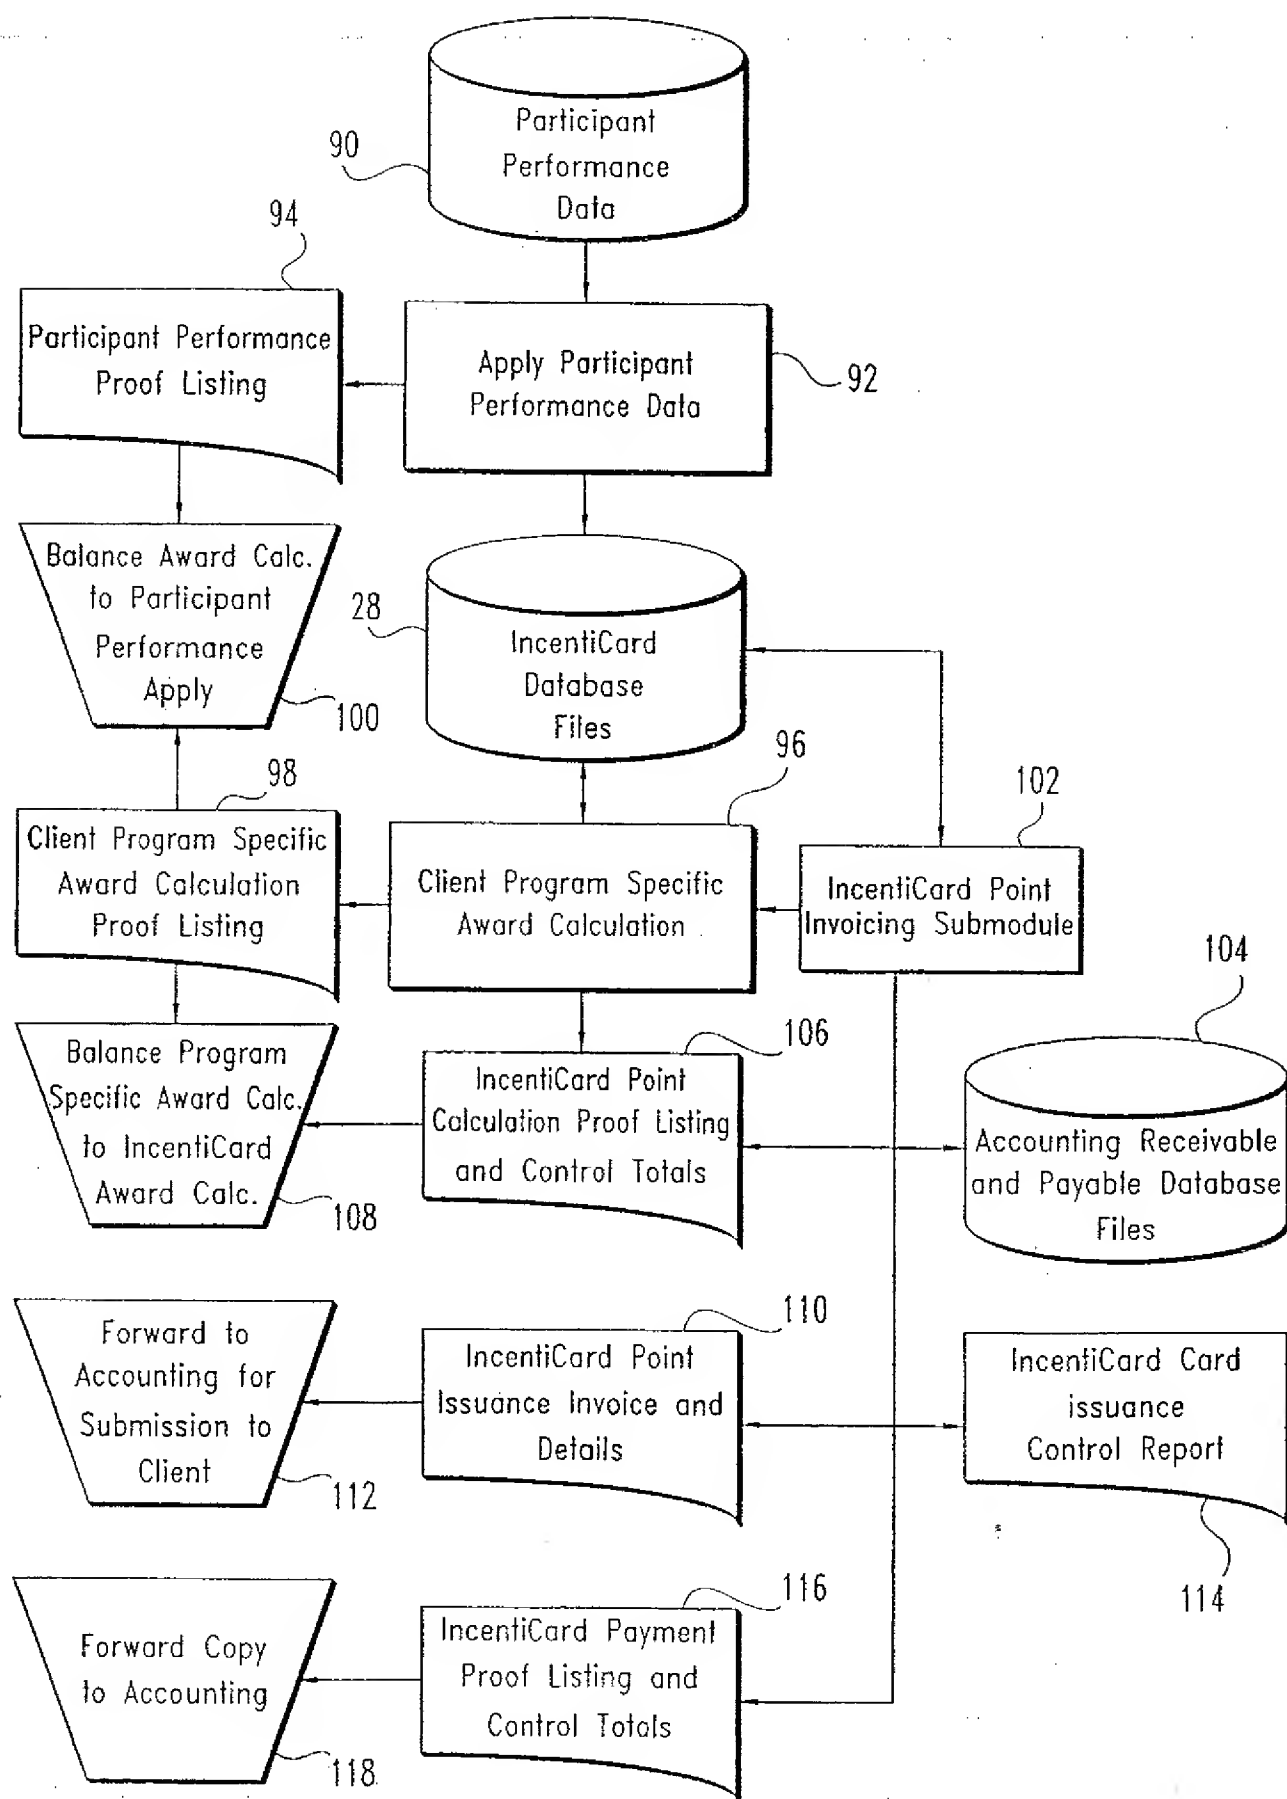 Participant
Performance
Data
90
94
Participant Performance
Proof Listing
Apply Participant
Performance Data
92
Balance Award Calc.
to Participant
Performance
Apply
100
28
IncentiCard
Database
Files
96
98
102
Client Program Specific
Award Calculation
Proof Listing
Client Program Specific
Award Calculation
IncentiCard Point
Invoicing Submodule
104
Balance Program
Specific Award Calc.
to IncentiCard
Award Calc.
108
106
IncentiCard Point
Calculation Proof Listing
and Control Totals
Accounting Receivable
and Payable Database
Files
Forward to
Accounting for
Submission to
Client
112
110
IncentiCard Point
Issuance Invoice and
Details
IncentiCard Card
issuance
Control Report
114
Forward Copy
to Accounting
118
116
IncentiCard Payment
Proof Listing and
Control Totals